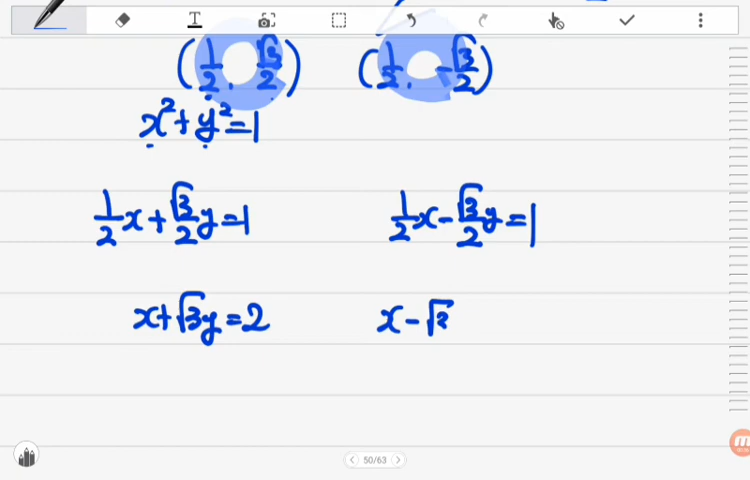 (1/2, √3/2) (1/2, -√3/2)
x² + y² = 1
1/2 x + √3/2 y = 1 1/2 x - √3/2 y = 1
x + √3y = 2 x - √3
50/63